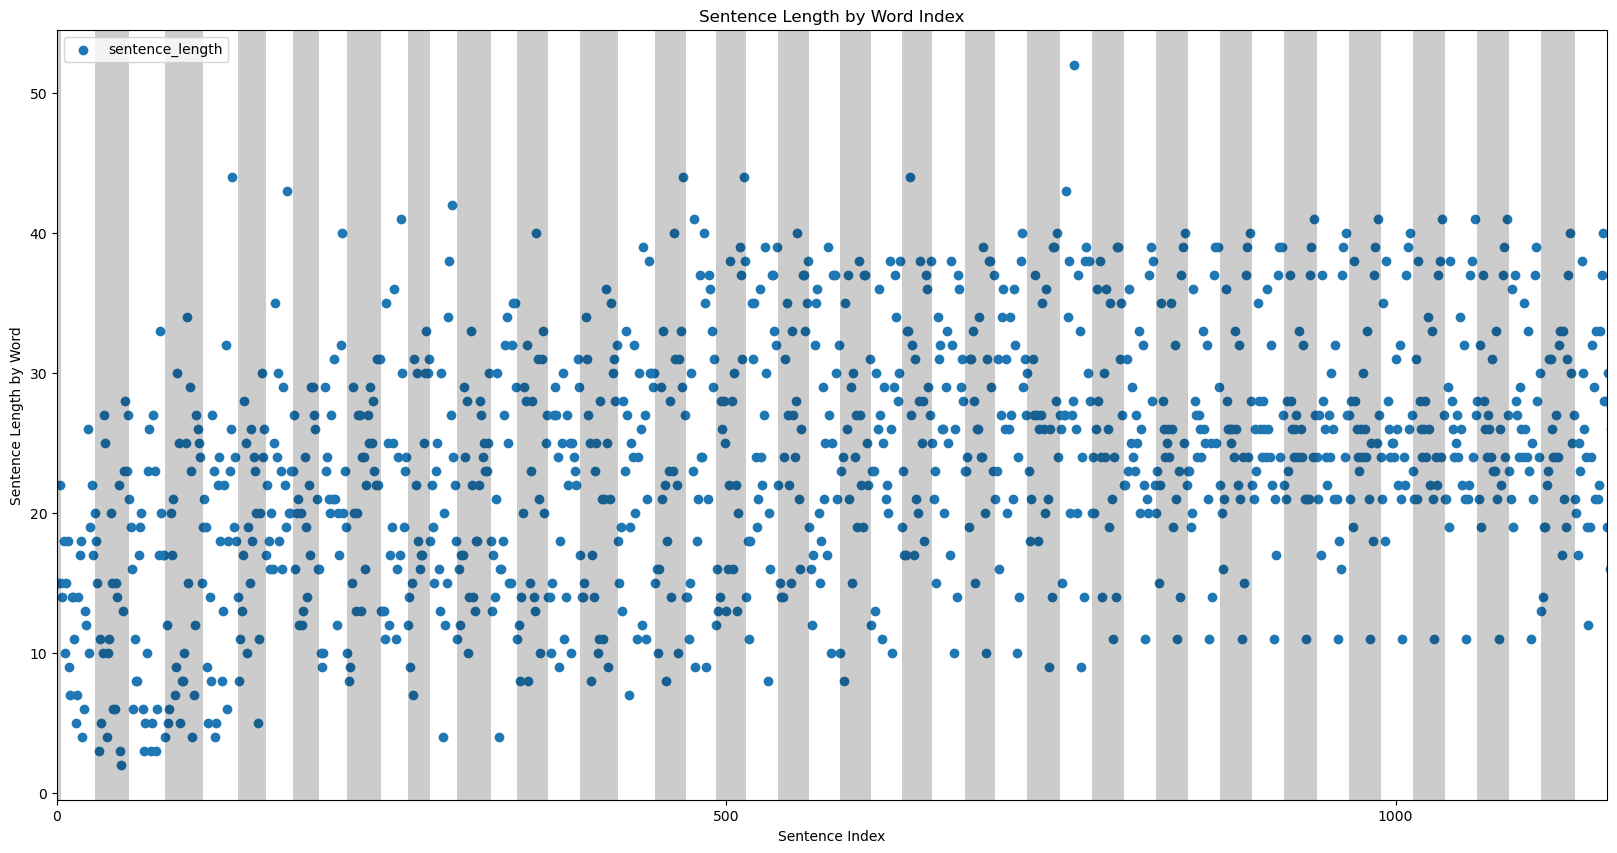 Sentence Length by Word Index
sentence_length
50
40
30
20
10
0
Sentence Length by Word
0
500
1000
Sentence Index